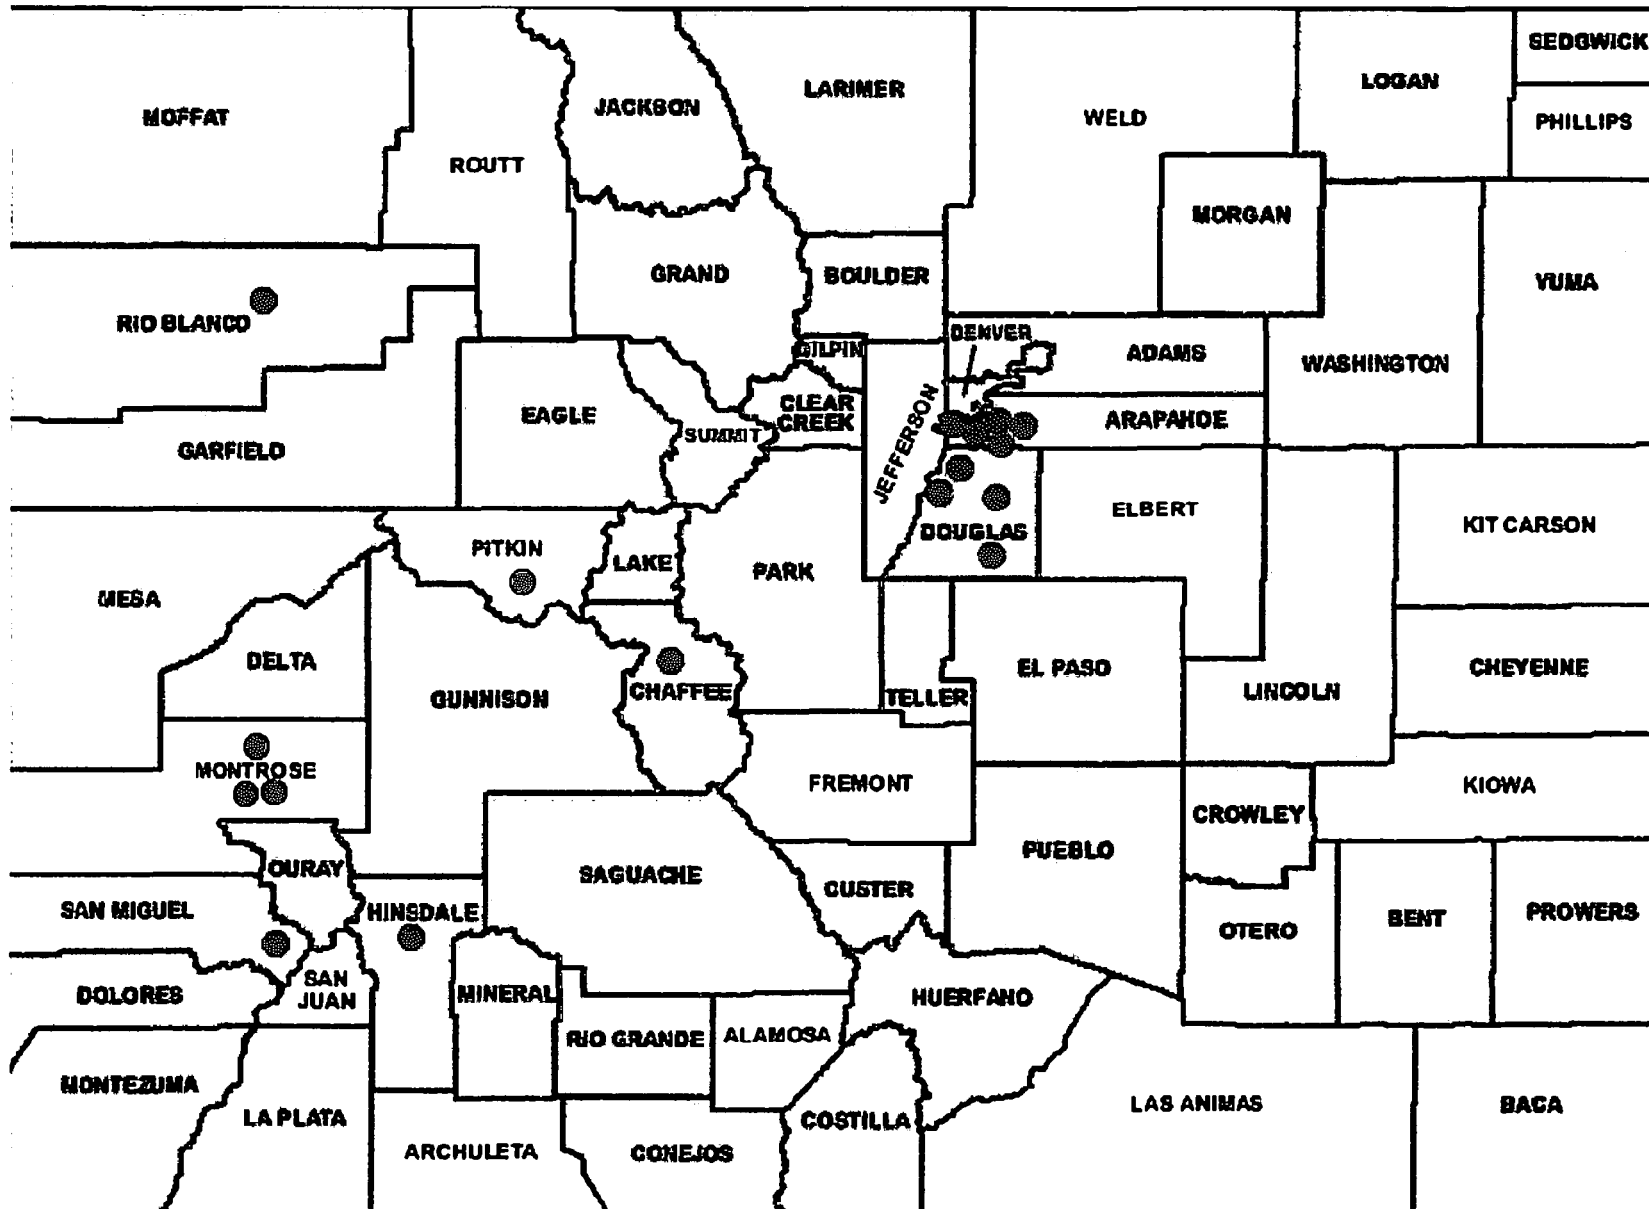 SEDGWICK
LOGAN
LARIMER
JACKSON
MOFFAT
WELD
PHILLIPS
ROUTT
MORGAN
GRAND
BOULDER
YUMA
RIO BLANCO
DENVER
GILPIN
ADAMS
WASHINGTON
EAGLE
CLEAR
CREEK
ARAPAHOE
SUMMIT
JEFFERSON
GARFIELD
ELBERT
KIT CARSON
DOUGLAS
PITKIN
LAKE
PARK
MESA
DELTA
EL PASO
CHEYENNE
GUNNISON
CHAFFEE
TELLER
LINCOLN
MONTROSE
FREMONT
KIOWA
CROWLEY
PUEBLO
OURAY
SAGUACHE
CUSTER
SAN MIGUEL
HINSDALE
OTERO
BENT
PROWERS
SAN
JUAN
DOLORES
MINERAL
HUERFANO
RIO GRANDE
ALAMOSA
MONTEZUMA
LA PLATA
COSTILLA
LAS ANIMAS
BACA
ARCHULETA
CONEJOS